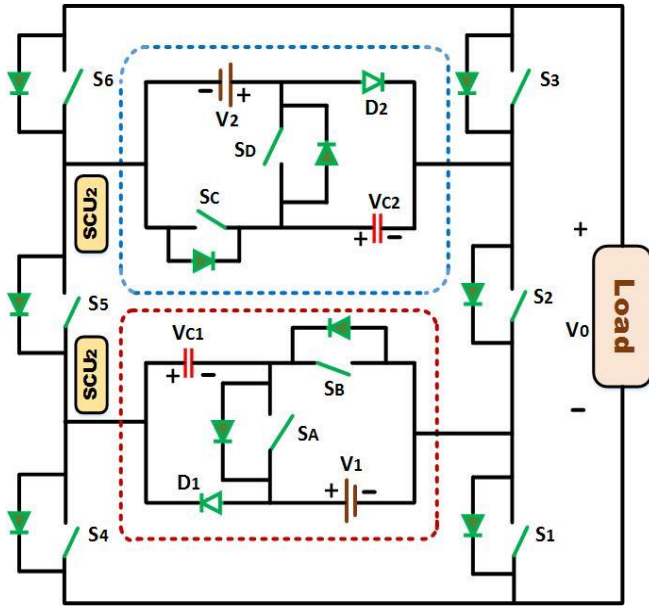 S6
S3
V2
D2
SD
SC
VC2
SCU2
S5
S2
VC1
SB
SCU2
SA
D1
V1
S4
S1
+
V0
-
Load
- +
+ -
+ -
+ -